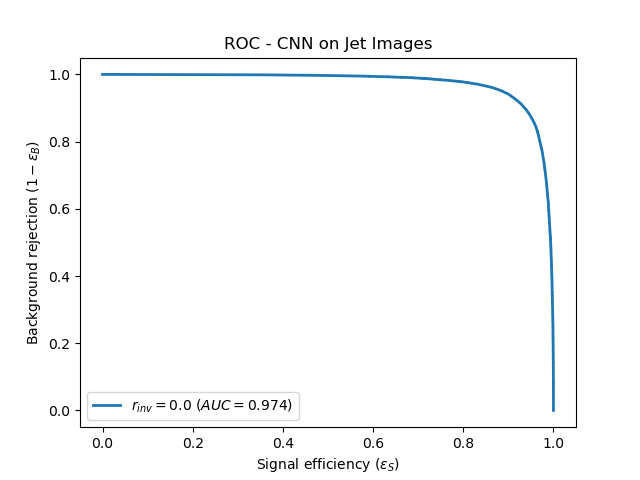 ROC - CNN on Jet Images
Background rejection (1 − ε_B)
1.0
0.8
0.6
0.4
0.2
0.0
r_inv = 0.0 (AUC = 0.974)
0.0 0.2 0.4 0.6 0.8 1.0
Signal efficiency (ε_S)